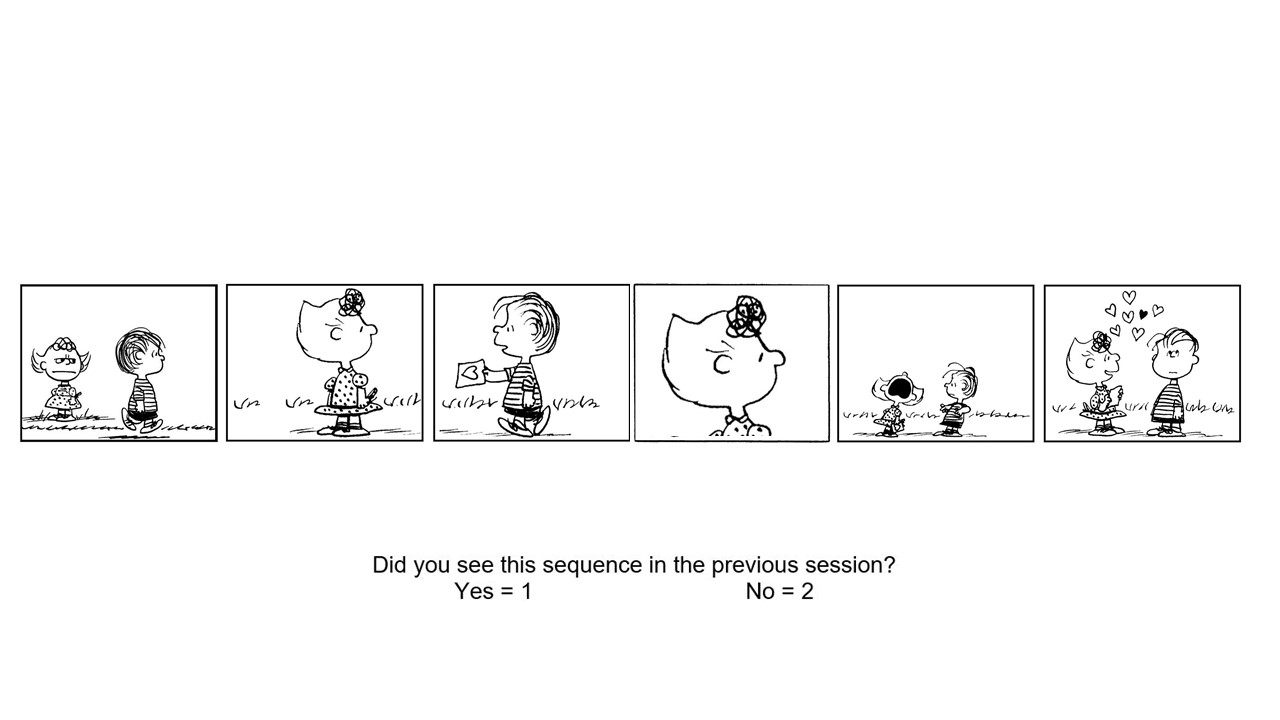 Did you see this sequence in the previous session?
Yes = 1 No = 2